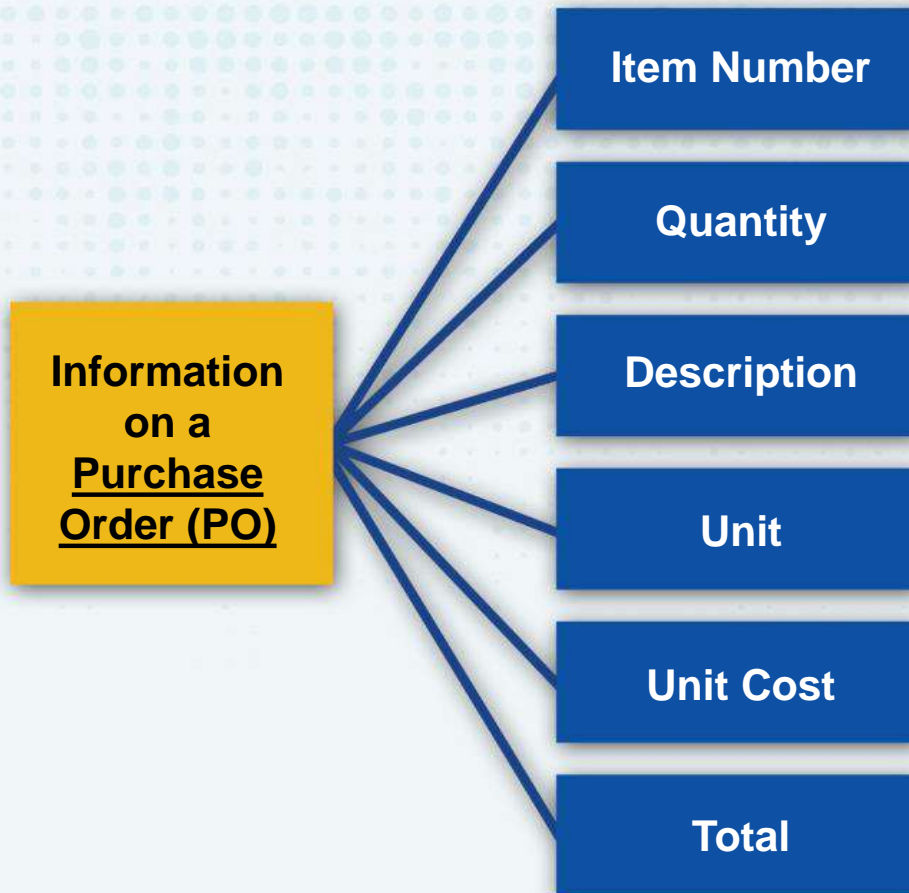 Information
on a
Purchase
Order (PO)
Item Number
Quantity
Description
Unit
Unit Cost
Total